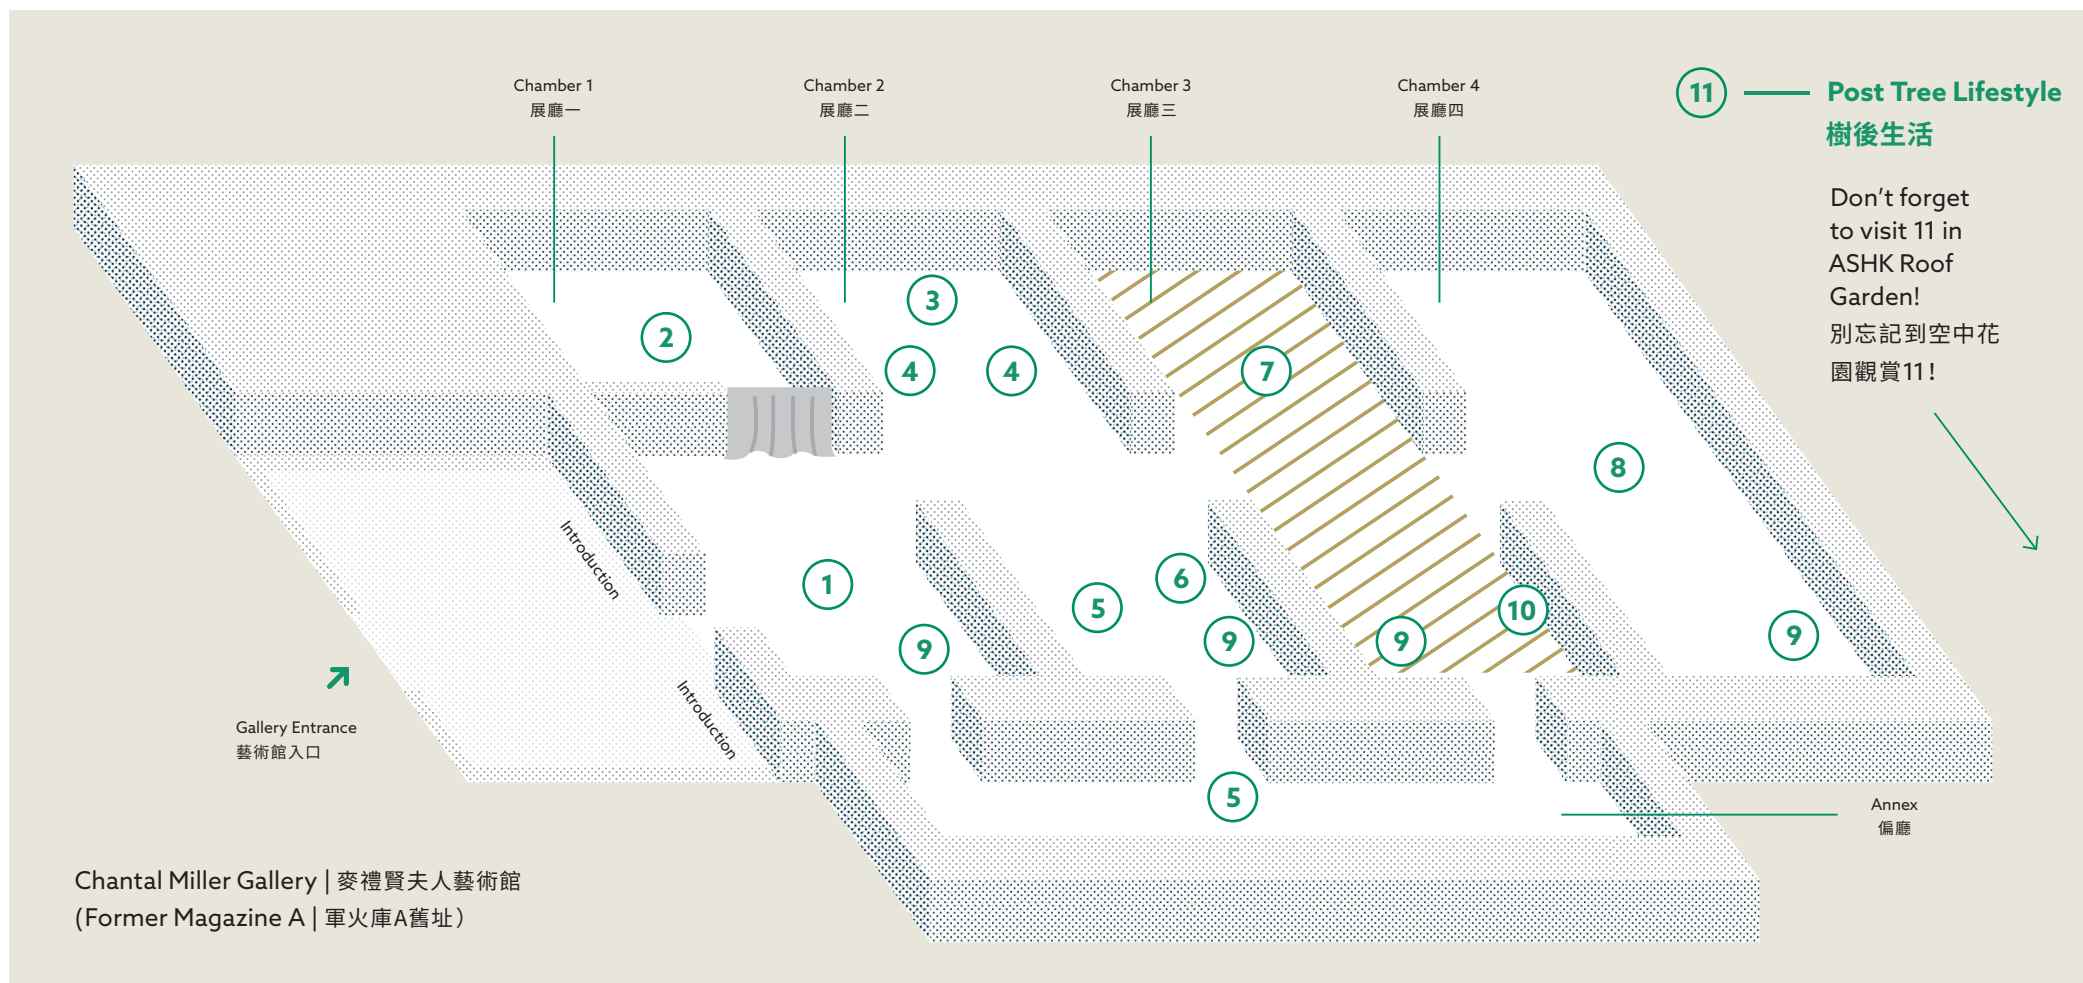 Chamber 1
展廳一
Chamber 2
展廳二
Chamber 3
展廳三
Chamber 4
展廳四
11
Post Tree Lifestyle
樹後生活
Don’t forget
to visit 11 in
ASHK Roof
Garden!
別忘記到空中花
園觀賞11！
3
2
4
4
7
8
Introduction
1
6
5
10
9
9
9
9
Introduction
Gallery Entrance
藝術館入口
5
Annex
偏廳
Chantal Miller Gallery | 麥禮賢夫人藝術館
(Former Magazine A | 軍火庫A舊址）